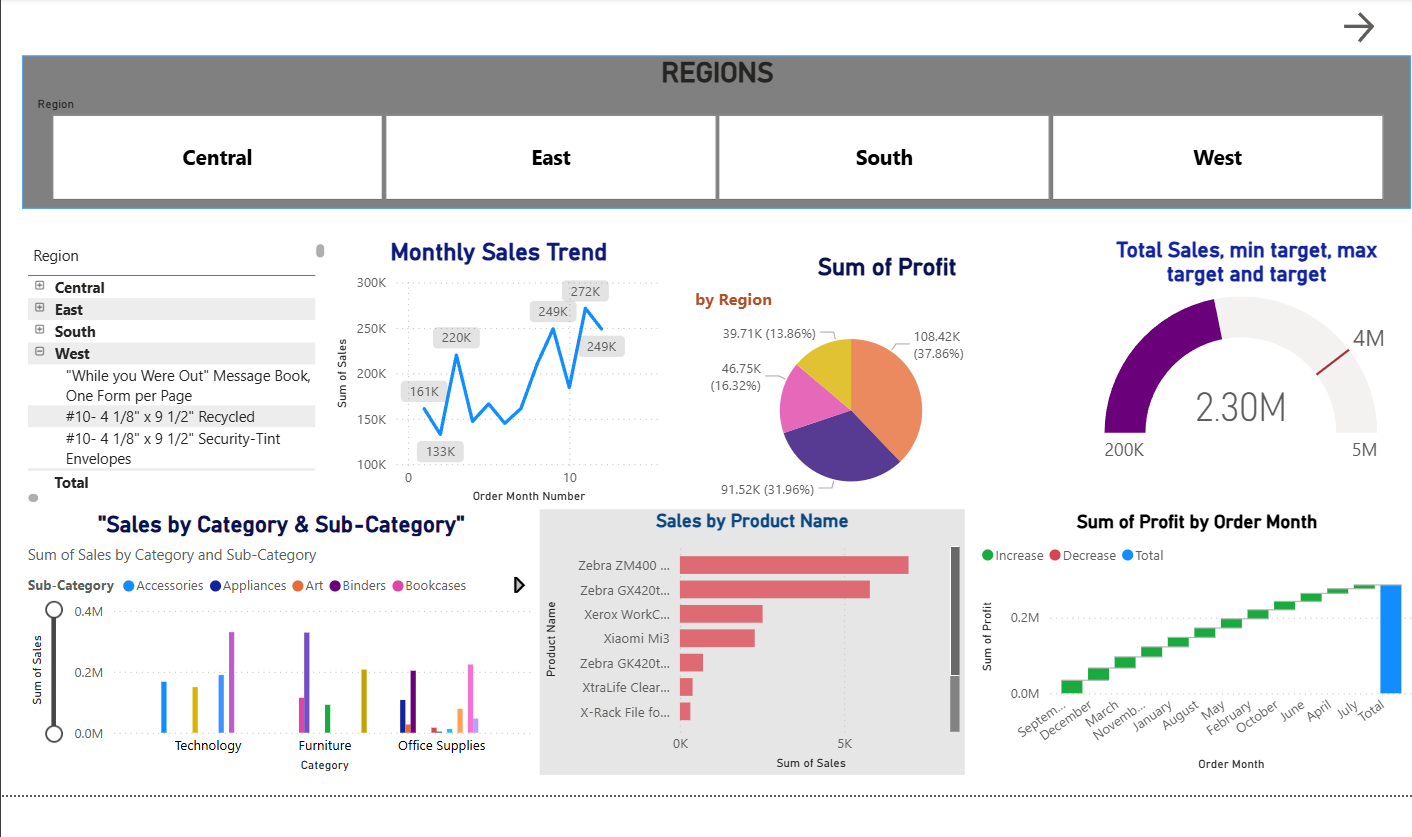 REGIONS
Region
Central
East
South
West
Region
Central
East
South
West
"While you Were Out" Message Book,
One Form per Page
#10- 4 1/8" x 9 1/2" Recycled
#10- 4 1/8" x 9 1/2" Security-Tint
Envelopes
Total
Monthly Sales Trend
Sum of Sales
300K
250K
200K
150K
100K
161K
133K
220K
249K
272K
249K
0
10
Order Month Number
Sum of Profit
by Region
39.71K (13.86%)
108.42K
(37.86%)
46.75K
(16.32%)
91.52K (31.96%)
Total Sales, min target, max
target and target
4M
2.30M
200K
5M
"Sales by Category & Sub-Category"
Sum of Sales by Category and Sub-Category
Sub-Category
Accessories
Appliances
Art
Binders
Bookcases
Sum of Sales
0.4M
0.2M
0.0M
Technology
Furniture
Office Supplies
Category
Sales by Product Name
Product Name
Zebra ZM400 ...
Zebra GX420t...
Xerox WorkC...
Xiaomi Mi3
Zebra GK420t...
XtraLife Clear...
X-Rack File fo...
0K
5K
Sum of Sales
Sum of Profit by Order Month
Increase
Decrease
Total
Sum of Profit
0.2M
0.0M
Septem...
December
March
Novemb...
January
August
May
February
October
June
April
July
Total
Order Month